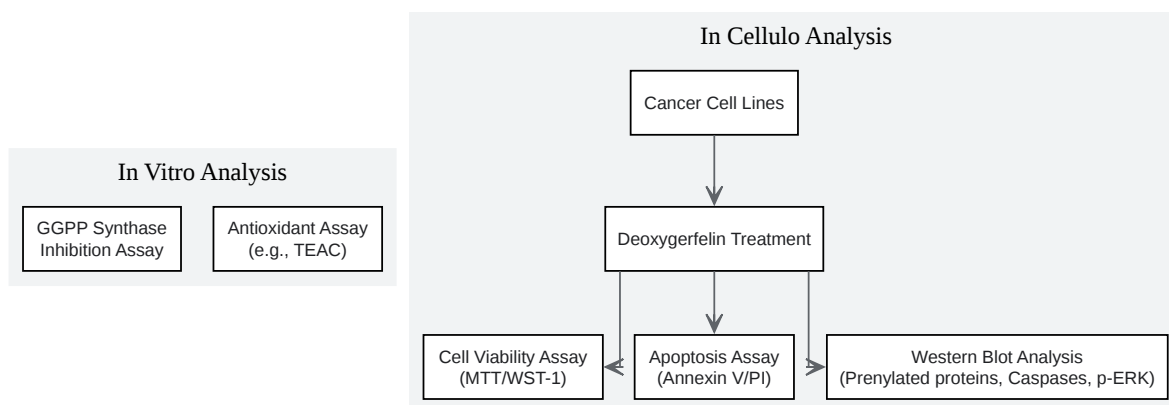 In Cellulo Analysis
Cancer Cell Lines
In Vitro Analysis
GGPP Synthase
Inhibition Assay
Antioxidant Assay
(e.g., TEAC)
Deoxygerfelin Treatment
Cell Viability Assay
(MTT/WST-1)
Apoptosis Assay
(Annexin V/PI)
Western Blot Analysis
(Prenylated proteins, Caspases, p-ERK)